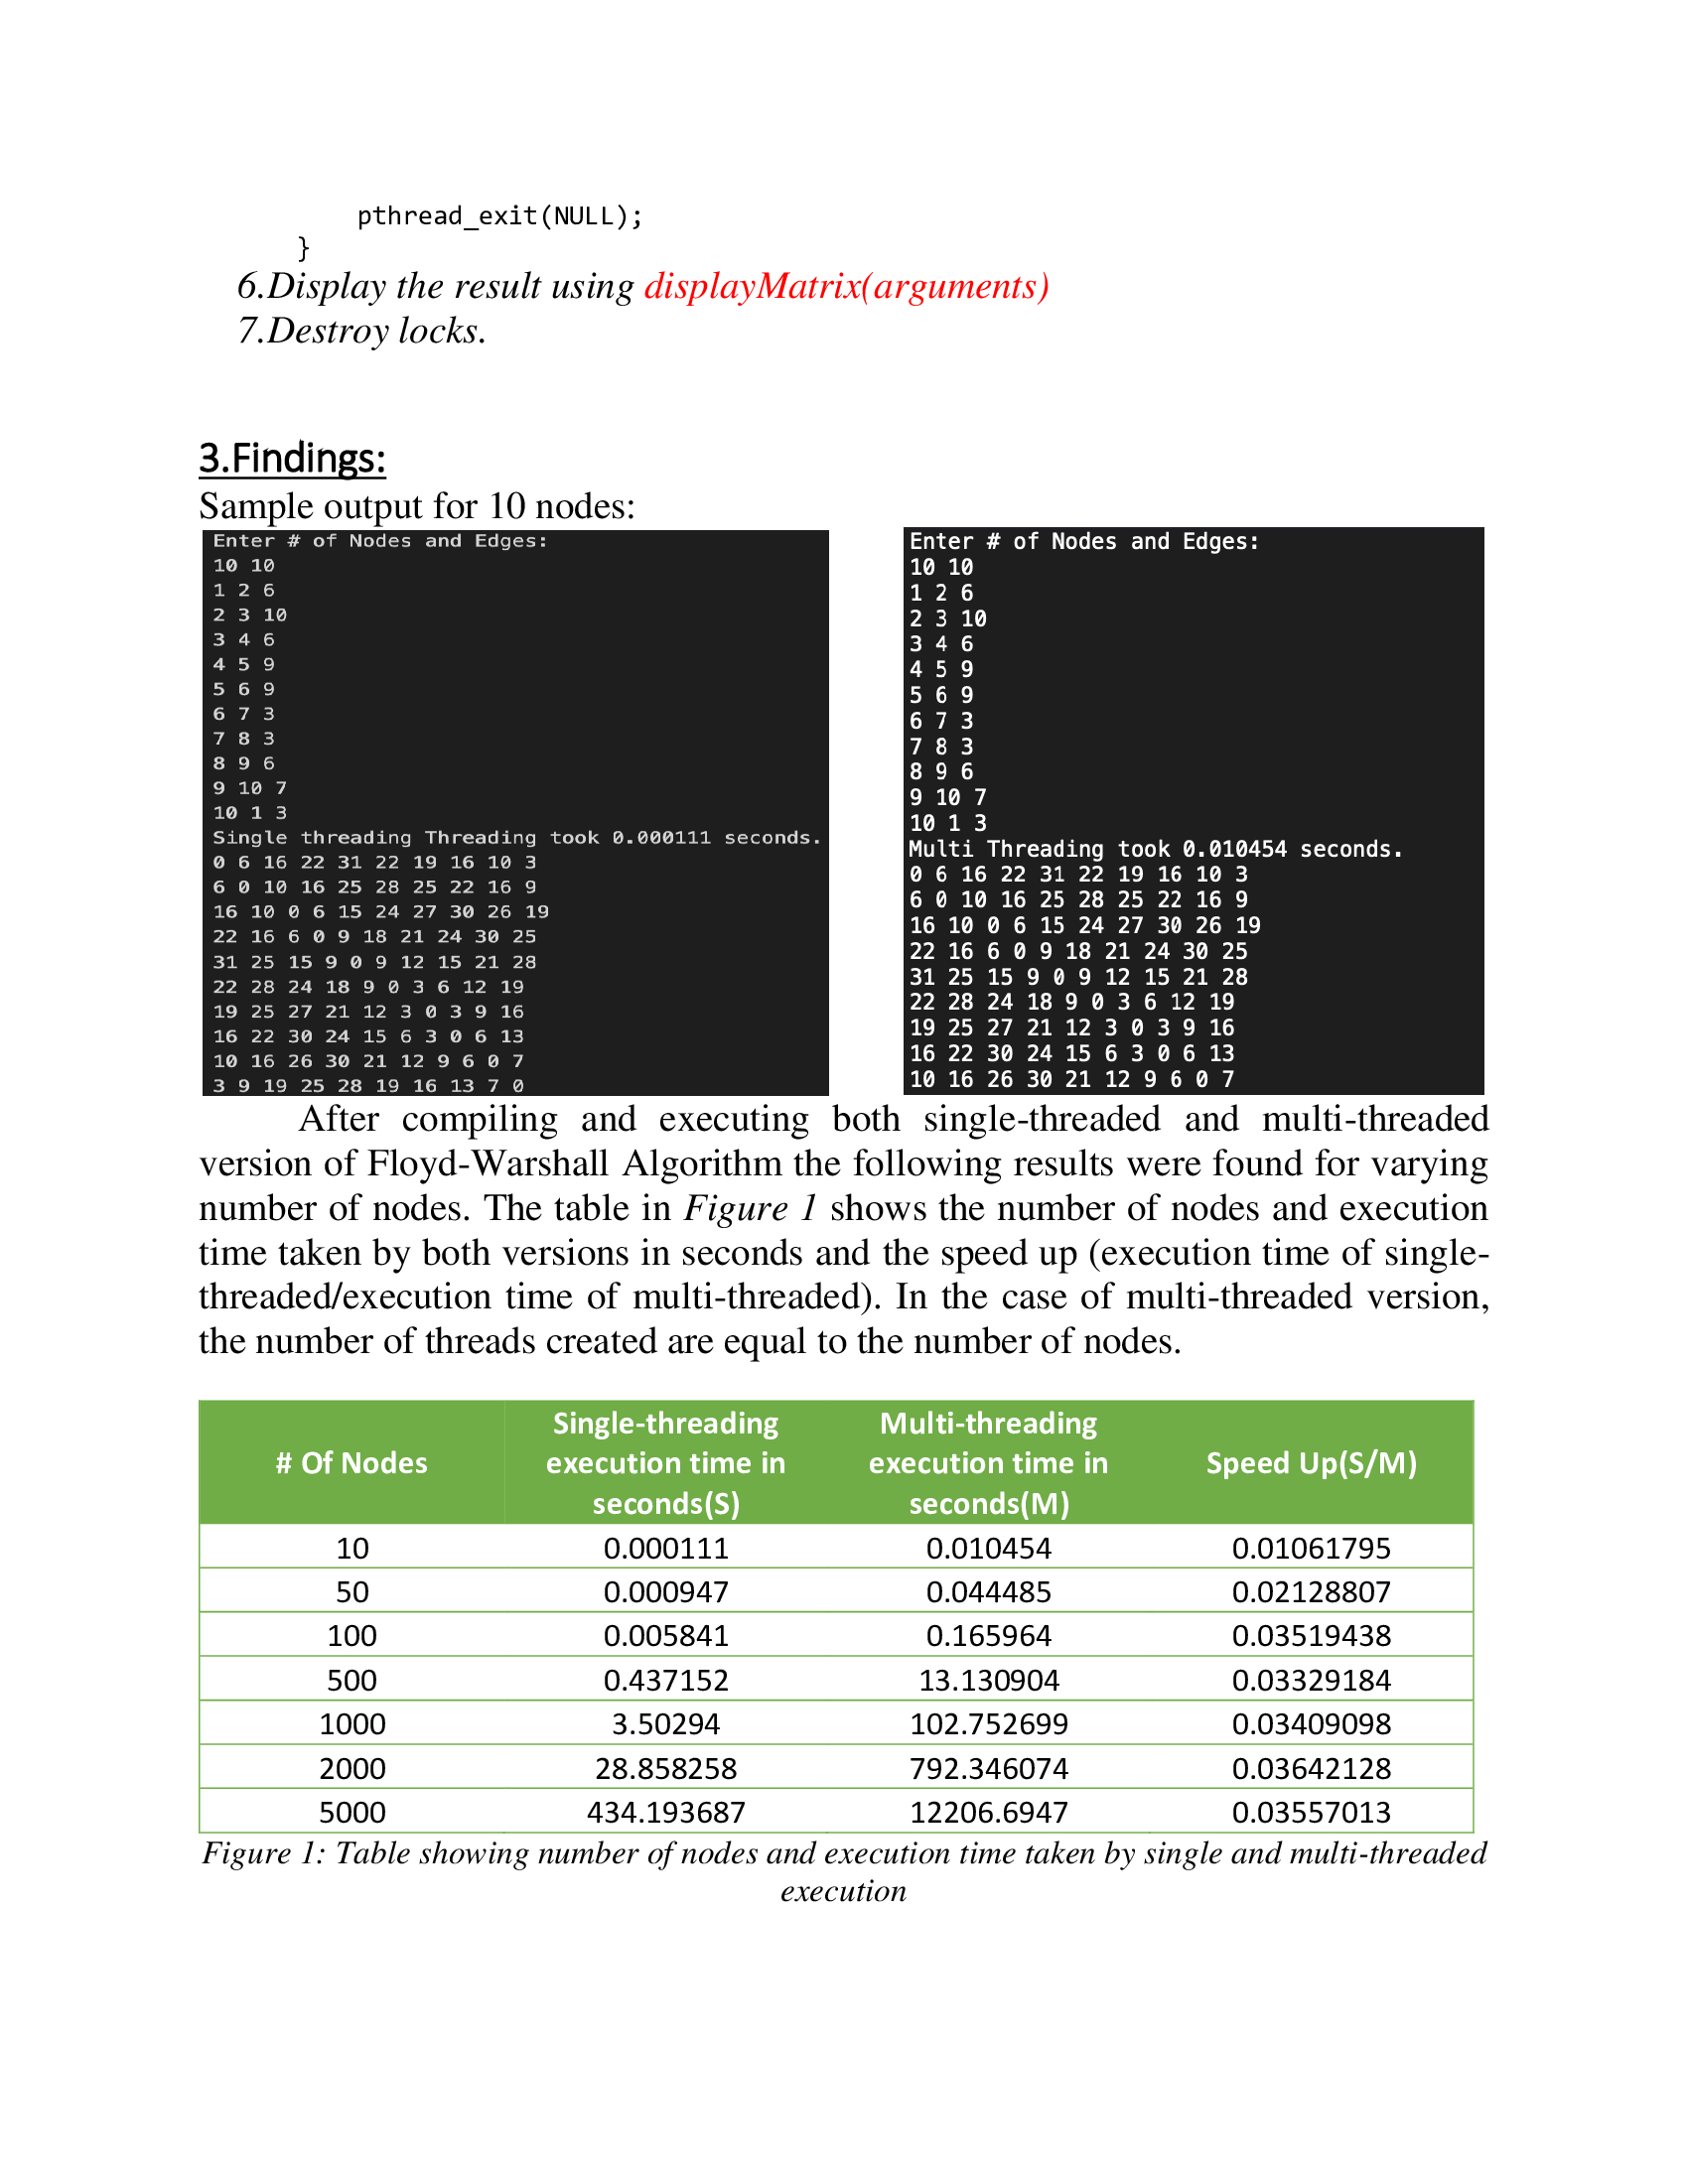 pthread_exit(NULL);
}
6.Display the result using displayMatrix(arguments)
7.Destroy locks.
3.Findings:
Sample output for 10 nodes:
Enter # of Nodes and Edges:
10 10
1 2 6
2 3 10
3 4 6
4 5 9
5 6 9
6 7 3
7 8 3
8 9 6
9 10 7
10 1 3
Single threading Threading took 0.000111 seconds.
0 6 16 22 31 22 19 16 10 3
6 0 10 16 25 28 25 22 16 9
16 10 0 6 15 24 27 30 26 19
22 16 6 0 9 18 21 24 30 25
31 25 15 9 0 9 12 15 21 28
22 28 24 18 9 0 3 6 12 19
19 25 27 21 12 3 0 3 9 16
16 22 30 24 15 6 3 0 6 13
10 16 26 30 21 12 9 6 0 7
3 9 19 25 28 19 16 13 7 0
Enter # of Nodes and Edges:
10 10
1 2 6
2 3 10
3 4 6
4 5 9
5 6 9
6 7 3
7 8 3
8 9 6
9 10 7
10 1 3
Multi Threading took 0.010454 seconds.
0 6 16 22 31 22 19 16 10 3
6 0 10 16 25 28 25 22 16 9
16 10 0 6 15 24 27 30 26 19
22 16 6 0 9 18 21 24 30 25
31 25 15 9 0 9 12 15 21 28
22 28 24 18 9 0 3 6 12 19
19 25 27 21 12 3 0 3 9 16
16 22 30 24 15 6 3 0 6 13
10 16 26 30 21 12 9 6 0 7
After compiling and executing both single-threaded and multi-threaded
version of Floyd-Warshall Algorithm the following results were found for varying
number of nodes. The table in Figure 1 shows the number of nodes and execution
time taken by both versions in seconds and the speed up (execution time of single-
threaded/execution time of multi-threaded). In the case of multi-threaded version,
the number of threads created are equal to the number of nodes.
# Of Nodes Single-threading execution time in seconds(S) Multi-threading execution time in seconds(M) Speed Up(S/M)
10 0.000111 0.010454 0.01061795
50 0.000947 0.044485 0.02128807
100 0.005841 0.165964 0.03519438
500 0.437152 13.130904 0.03329184
1000 3.50294 102.752699 0.03409098
2000 28.858258 792.346074 0.03642128
5000 434.193687 12206.6947 0.03557013
Figure 1: Table showing number of nodes and execution time taken by single and multi-threaded
execution